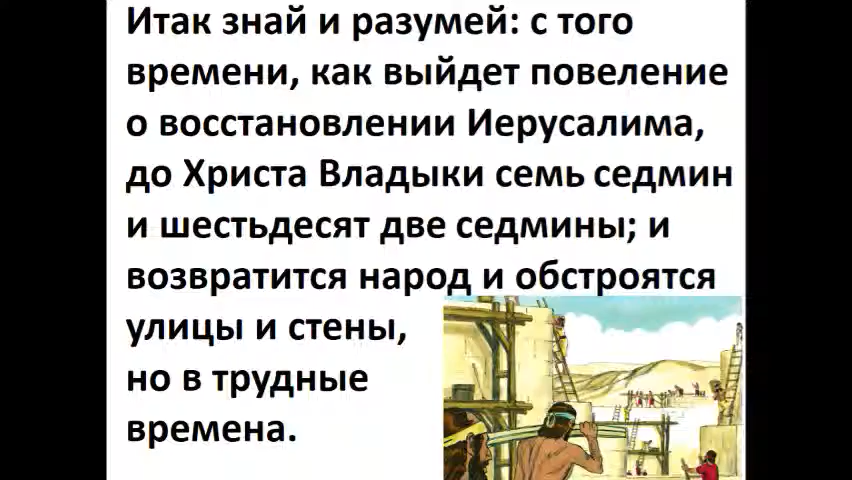 Итак знай и разумей: с того
времени, как выйдет повеление
о восстановлении Иерусалима,
до Христа Владыки семь седмин
и шестьдесят две седмины; и
возвратится народ и обстроятся
улицы и стены,
но в трудные
времена.